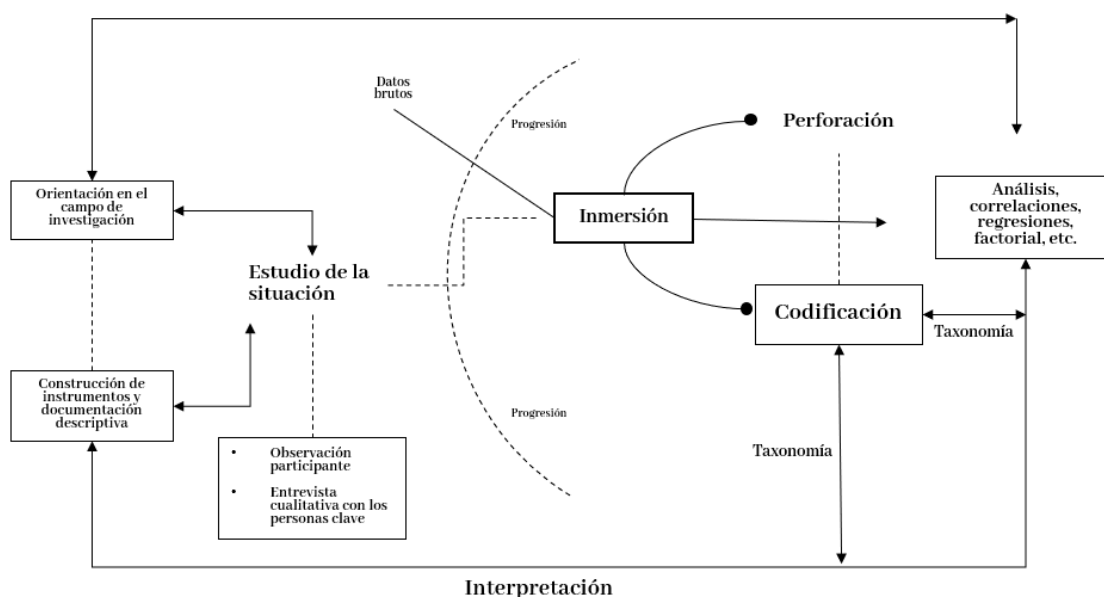 Datos
brutos
Progresión
Perforación
Orientación en el
campo de
investigación
Inmersión
Análisis,
correlaciones,
regresiones,
factorial, etc.
Estudio de la
situación
Codificación
Taxonomía
Construcción de
instrumentos y
documentación
descriptiva
Progresión
• Observación
participante
• Entrevista
cualitativa con los
personas clave
Taxonomía
Interpretación